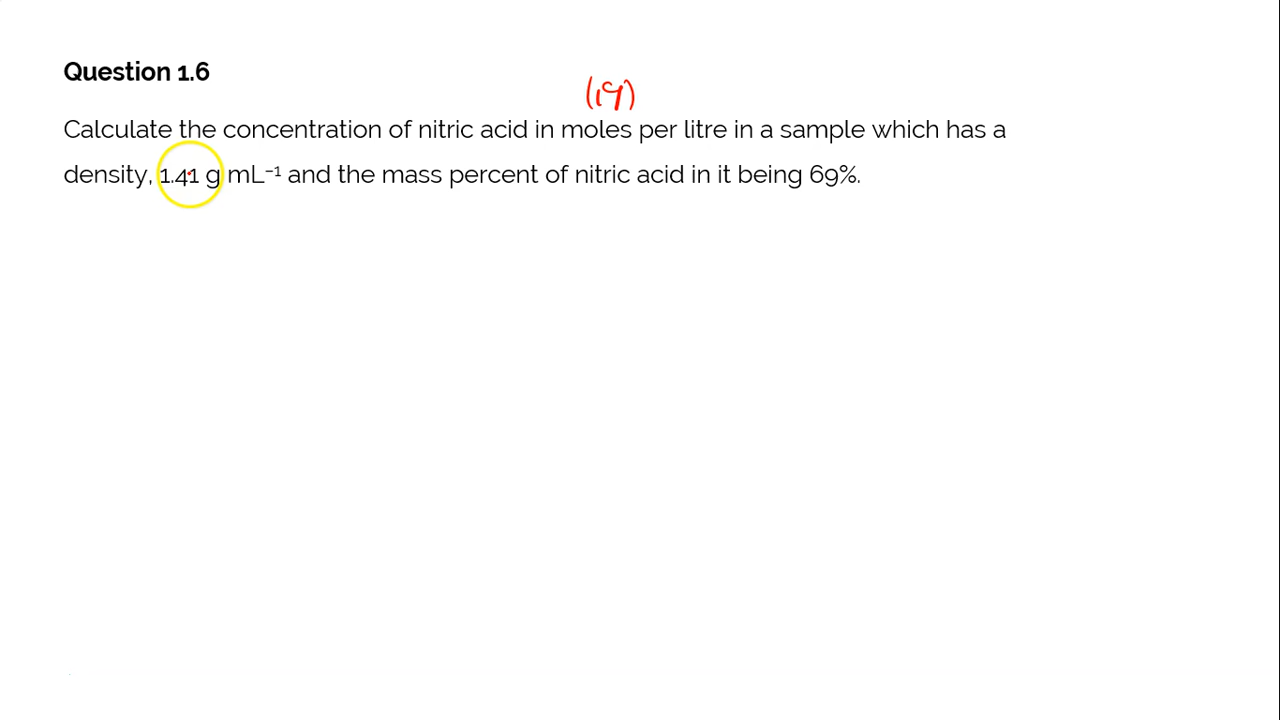 Question 1.6
(19)
Calculate the concentration of nitric acid in moles per litre in a sample which has a
density, 1.41 g mL⁻¹ and the mass percent of nitric acid in it being 69%.